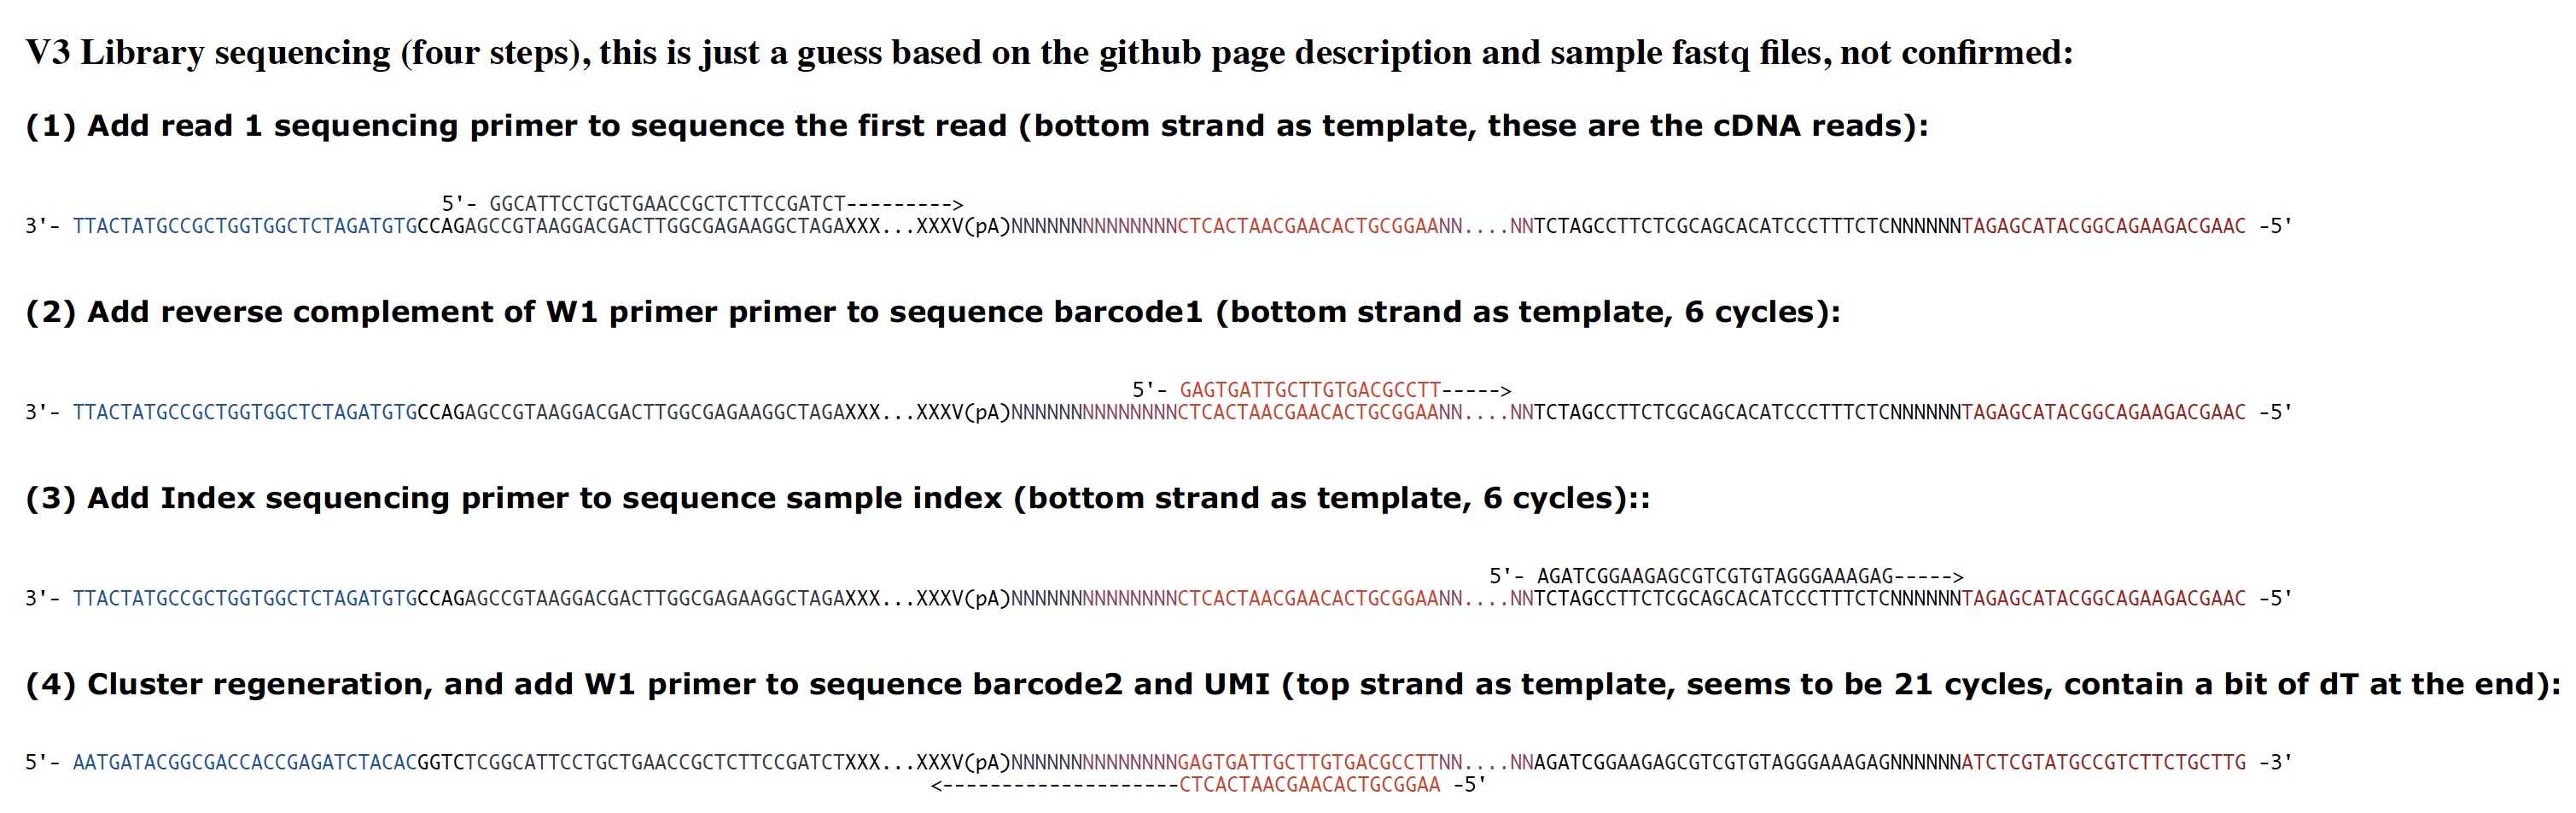 V3 Library sequencing (four steps), this is just a guess based on the github page description and sample fastq files, not confirmed:
(1) Add read 1 sequencing primer to sequence the first read (bottom strand as template, these are the cDNA reads):
5'- GGCATTCCTGCTGAACCGCTCTTCCGATCT--------->
3'- TTACTATGCCGCTGGTGGCTCTAGATGTGCCAGAGCCGTAAGGACGACTTGGCGAGAAGGCTAGAXXX...XXXV(pA)NNNNNNNNNNNNNNCTCACTAACGAACACTGCGGAANN....NNTCTAGCCTTCTCGCAGCACATCCCTTTCTCNNNNNNTAGAGCATACGGCAGAAGACGAAC -5'
(2) Add reverse complement of W1 primer primer to sequence barcode1 (bottom strand as template, 6 cycles):
5'- GAGTGATTGCTTGTGACGCCTT----->
3'- TTACTATGCCGCTGGTGGCTCTAGATGTGCCAGAGCCGTAAGGACGACTTGGCGAGAAGGCTAGAXXX...XXXV(pA)NNNNNNNNNNNNNNCTCACTAACGAACACTGCGGAANN....NNTCTAGCCTTCTCGCAGCACATCCCTTTCTCNNNNNNTAGAGCATACGGCAGAAGACGAAC -5'
(3) Add Index sequencing primer to sequence sample index (bottom strand as template, 6 cycles)::
5'- AGATCGGAAGAGCGTCGTGTAGGGAAAGAG----->
3'- TTACTATGCCGCTGGTGGCTCTAGATGTGCCAGAGCCGTAAGGACGACTTGGCGAGAAGGCTAGAXXX...XXXV(pA)NNNNNNNNNNNNNNCTCACTAACGAACACTGCGGAANN....NNTCTAGCCTTCTCGCAGCACATCCCTTTCTCNNNNNNTAGAGCATACGGCAGAAGACGAAC -5'
(4) Cluster regeneration, and add W1 primer to sequence barcode2 and UMI (top strand as template, seems to be 21 cycles, contain a bit of dT at the end):
5'- AATGATACGGCGACCACCGAGATCTACACGGTCTCGGCATTCCTGCTGAACCGCTCTTCCGATCTXXX...XXXV(pA)NNNNNNNNNNNNNNGAGTGATTGCTTGTGACGCCTTNN....NNAGATCGGAAGAGCGTCGTGTAGGGAAAGAGNNNNNNATCTCGTATGCCGTCTTCTGCTTG -3'
<--------------------CTCACTAACGAACACTGCGGAA -5'